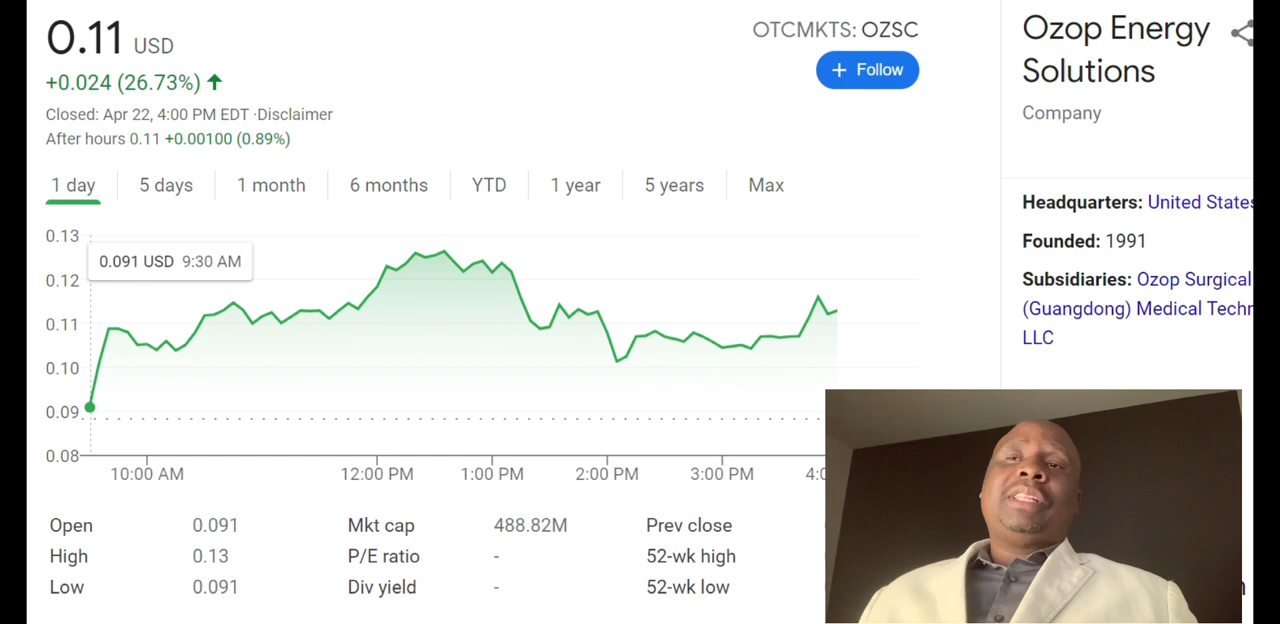 0.11 USD
+0.024 (26.73%)
Closed: Apr 22, 4:00 PM EDT ·Disclaimer
After hours 0.11 +0.00100 (0.89%)
OTCMKTS: OZSC
+ Follow
1 day 5 days 1 month 6 months YTD 1 year 5 years Max
0.13
0.091 USD 9:30 AM
0.12
0.11
0.10
0.09
0.08
10:00 AM 12:00 PM 1:00 PM 2:00 PM 3:00 PM 4:0
Open 0.091 Mkt cap 488.82M Prev close
High 0.13 P/E ratio - 52-wk high
Low 0.091 Div yield - 52-wk low
Ozop Energy
Solutions
Company
Headquarters: United States
Founded: 1991
Subsidiaries: Ozop Surgical
(Guangdong) Medical Techn
LLC